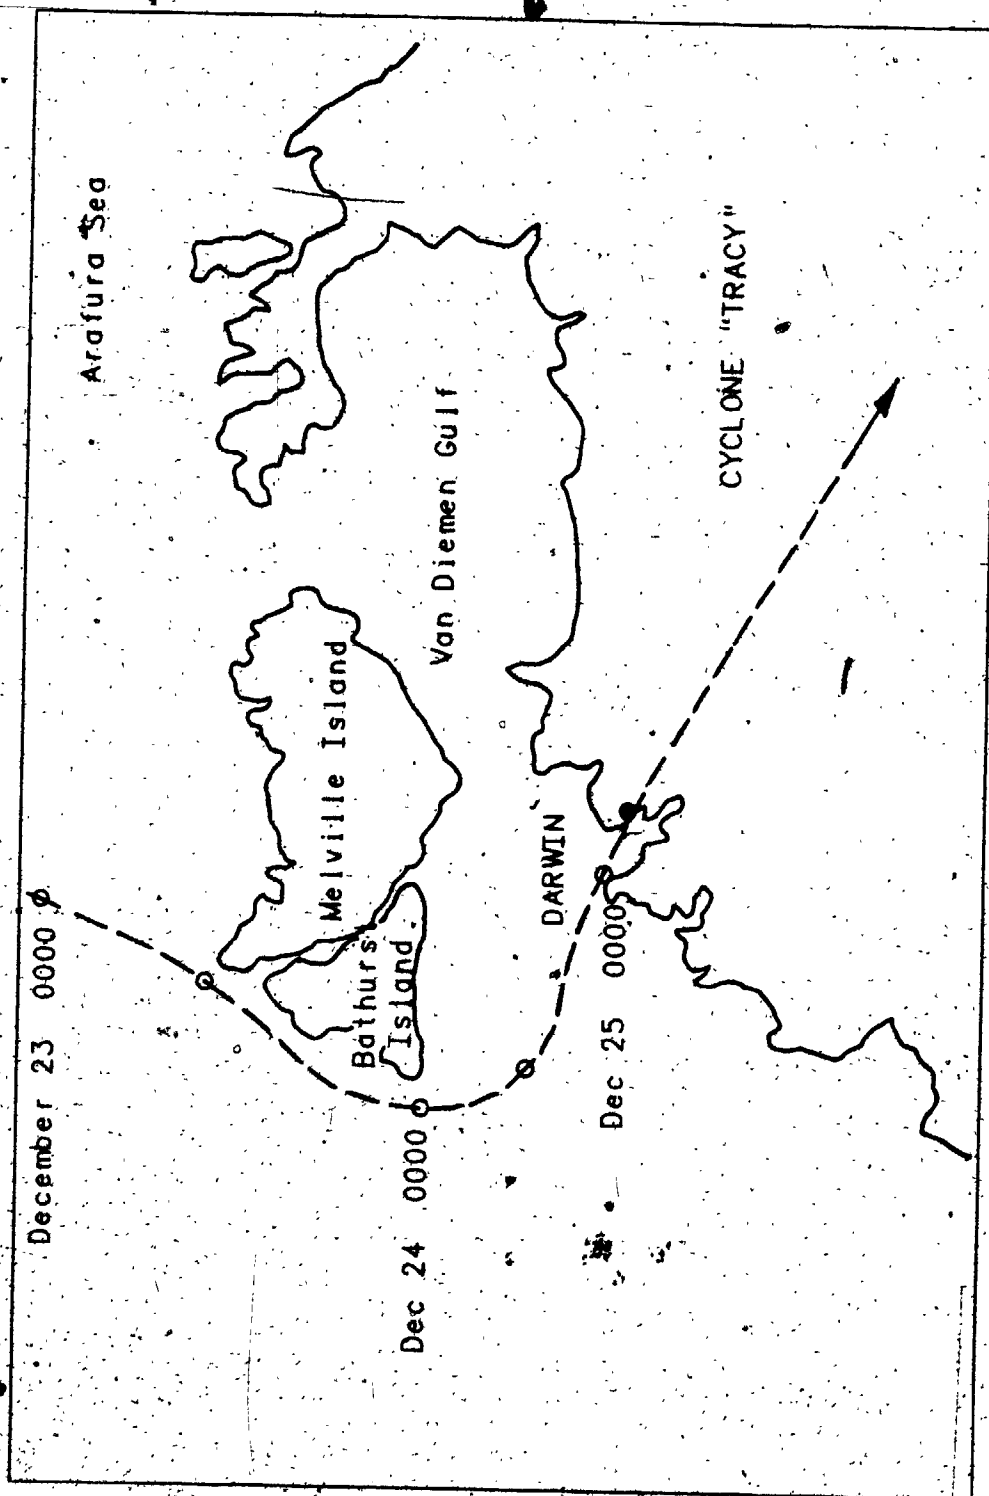 Arafura Sea
December 23 0000
Melville Island
Bathurs
Island
Van Diemen Gulf
Dec 24 0000
DARWIN
Dec 25 0000
CYCLONE "TRACY"